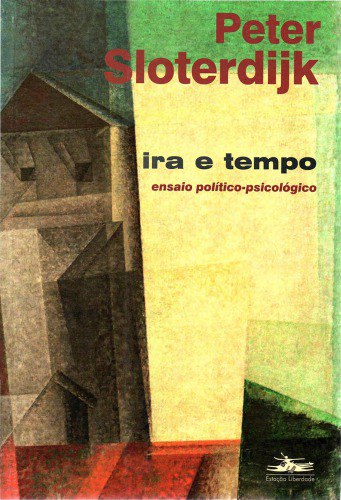 Peter
Sloterdijk
ira e tempo
ensaio político-psicológico
Estação Liberdade